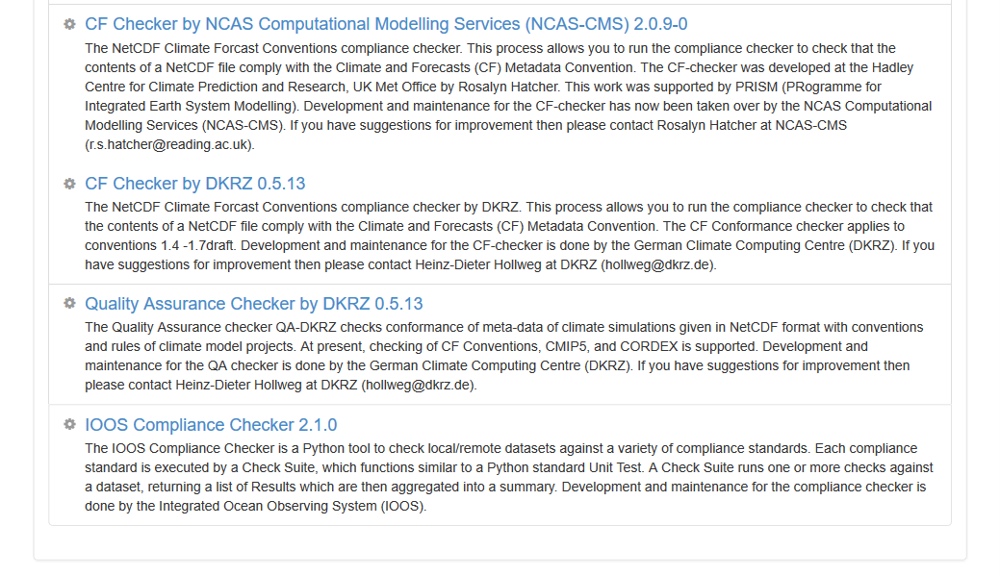 CF Checker by NCAS Computational Modelling Services (NCAS-CMS) 2.0.9-0
The NetCDF Climate Forcast Conventions compliance checker. This process allows you to run the compliance checker to check that the
contents of a NetCDF file comply with the Climate and Forecasts (CF) Metadata Convention. The CF-checker was developed at the Hadley
Centre for Climate Prediction and Research, UK Met Office by Rosalyn Hatcher. This work was supported by PRISM (PRogramme for
Integrated Earth System Modelling). Development and maintenance for the CF-checker has now been taken over by the NCAS Computational
Modelling Services (NCAS-CMS). If you have suggestions for improvement then please contact Rosalyn Hatcher at NCAS-CMS
(r.s.hatcher@reading.ac.uk).
CF Checker by DKRZ 0.5.13
The NetCDF Climate Forcast Conventions compliance checker by DKRZ. This process allows you to run the compliance checker to check that
the contents of a NetCDF file comply with the Climate and Forecasts (CF) Metadata Convention. The CF Conformance checker applies to
conventions 1.4 -1.7draft. Development and maintenance for the CF-checker is done by the German Climate Computing Centre (DKRZ). If you
have suggestions for improvement then please contact Heinz-Dieter Hollweg at DKRZ (hollweg@dkrz.de).
Quality Assurance Checker by DKRZ 0.5.13
The Quality Assurance checker QA-DKRZ checks conformance of meta-data of climate simulations given in NetCDF format with conventions
and rules of climate model projects. At present, checking of CF Conventions, CMIP5, and CORDEX is supported. Development and
maintenance for the QA checker is done by the German Climate Computing Centre (DKRZ). If you have suggestions for improvement then
please contact Heinz-Dieter Hollweg at DKRZ (hollweg@dkrz.de).
IOOS Compliance Checker 2.1.0
The IOOS Compliance Checker is a Python tool to check local/remote datasets against a variety of compliance standards. Each compliance
standard is executed by a Check Suite, which functions similar to a Python standard Unit Test. A Check Suite runs one or more checks against
a dataset, returning a list of Results which are then aggregated into a summary. Development and maintenance for the compliance checker is
done by the Integrated Ocean Observing System (IOOS).